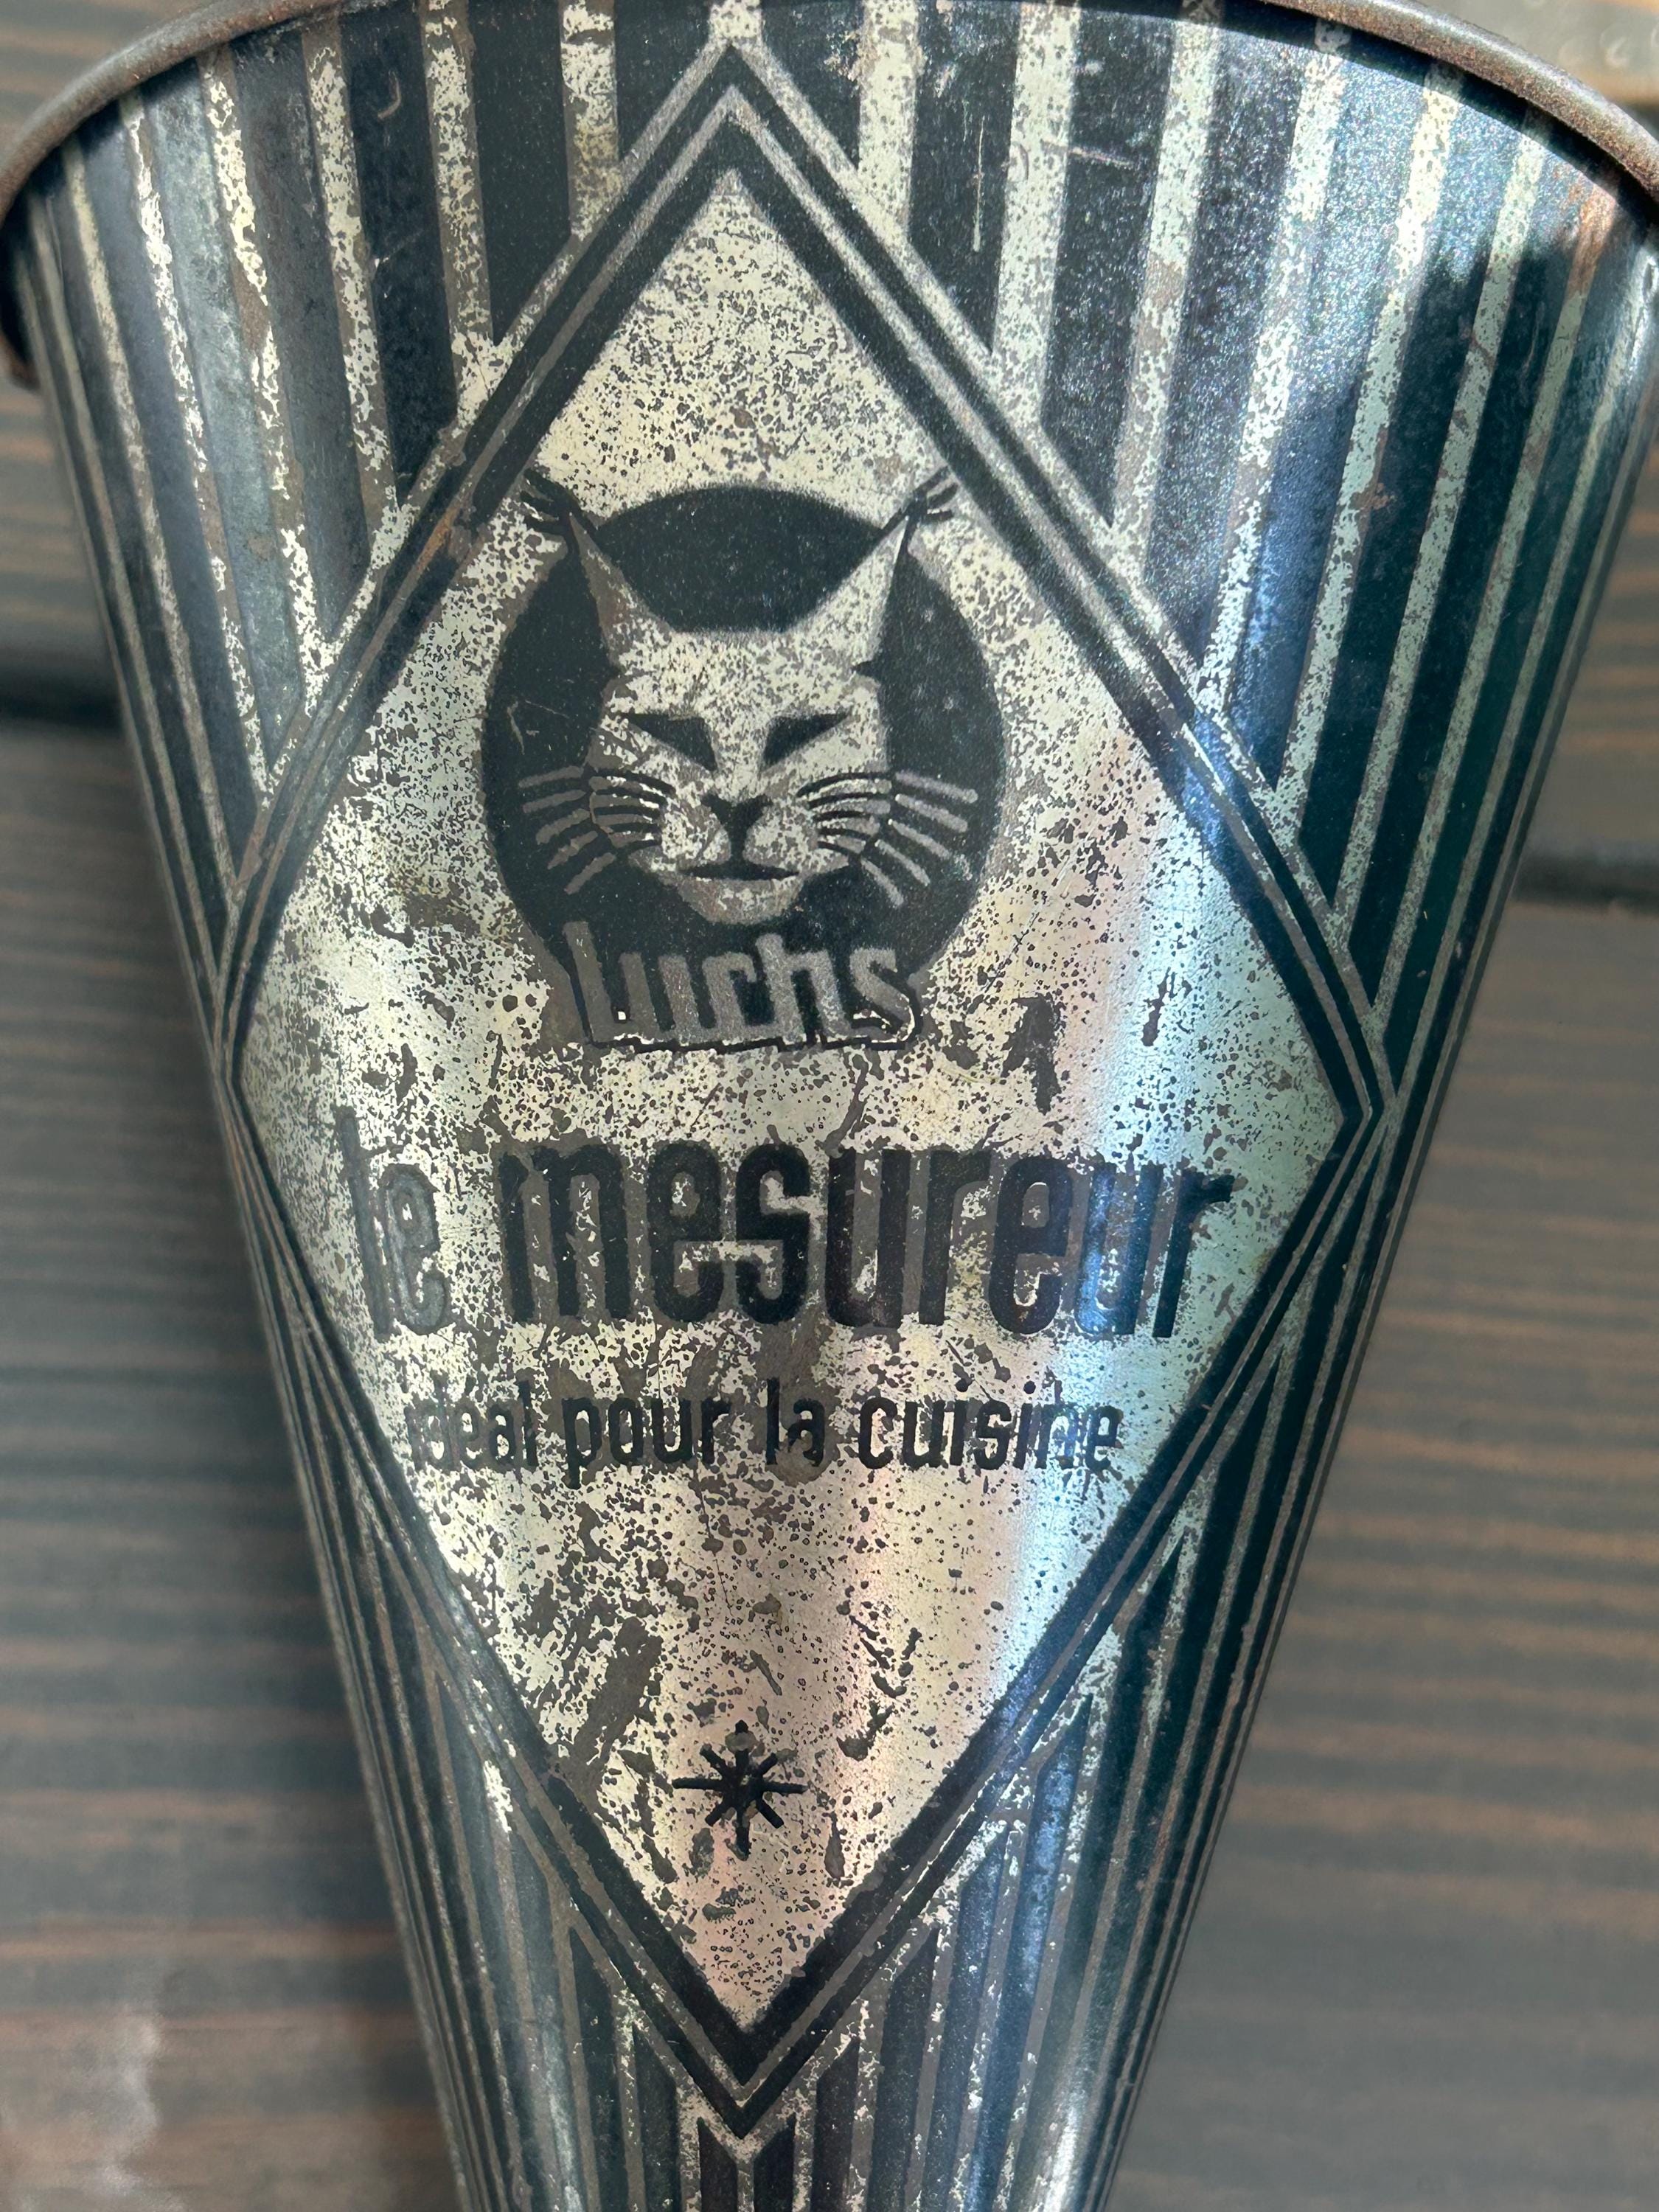 Luchs
le mesureur
idéal pour la cuisine